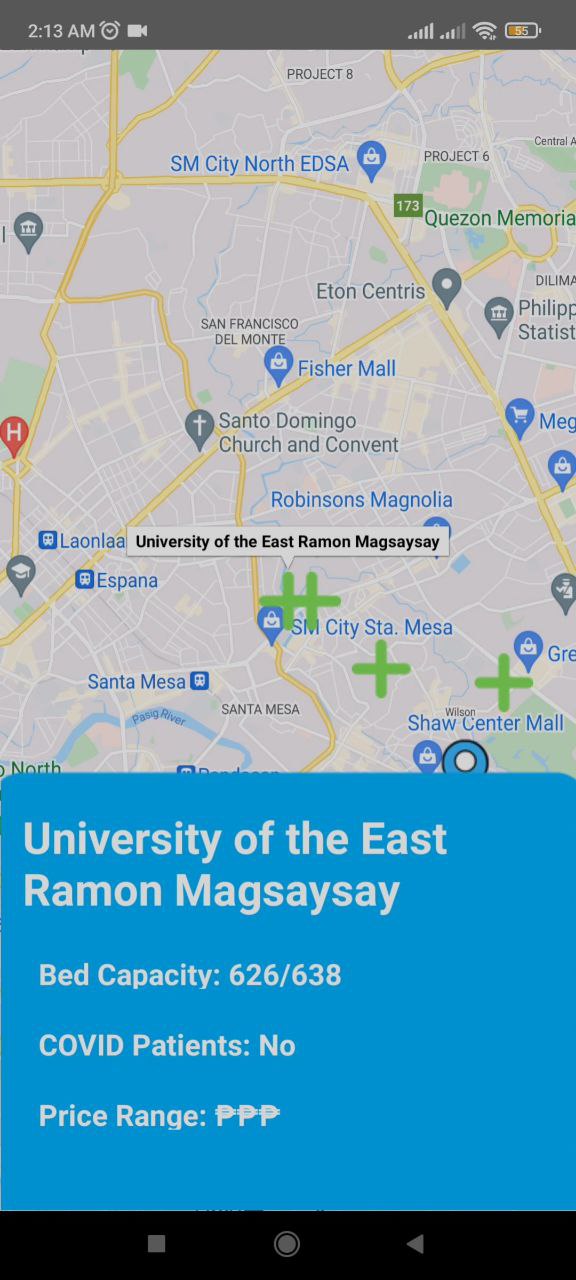 2:13 AM
55
PROJECT 8
Central A
SM City North EDSA
PROJECT 6
173
Quezon Memoria
DILIMA
Eton Centris
Philipp
Statist
SAN FRANCISCO
DEL MONTE
Fisher Mall
Santo Domingo
Church and Convent
Meg
H
Robinsons Magnolia
Laonlaa
University of the East Ramon Magsaysay
Espana
SM City Sta. Mesa
Gre
Santa Mesa
SANTA MESA
Wilson
Pasig River
Shaw Center Mall
o North
Pandacan
University of the East
Ramon Magsaysay
Bed Capacity: 626/638
COVID Patients: No
Price Range: ₱₱₱